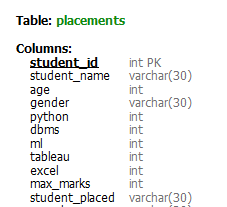 Table: placements
Columns:
student_id int PK
student_name varchar(30)
age int
gender varchar(30)
python int
dbms int
ml int
tableau int
excel int
max_marks int
student_placed varchar(30)